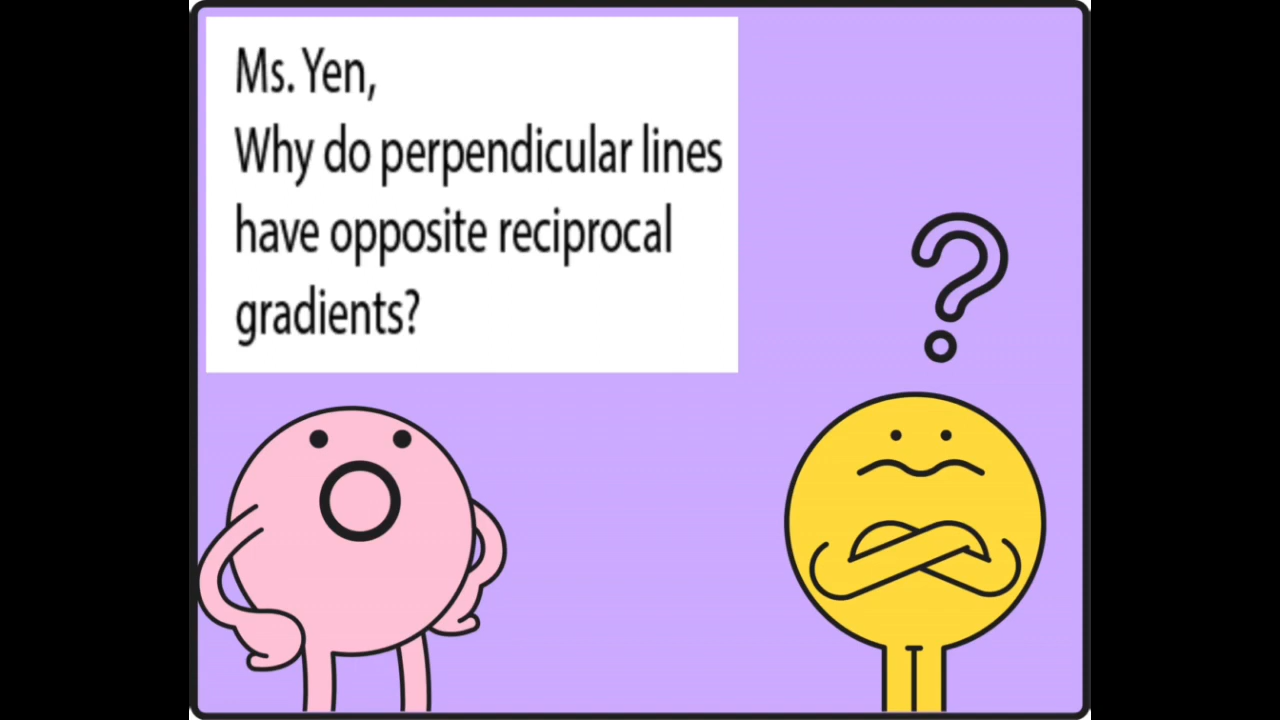 Ms. Yen,
Why do perpendicular lines
have opposite reciprocal
gradients?
?